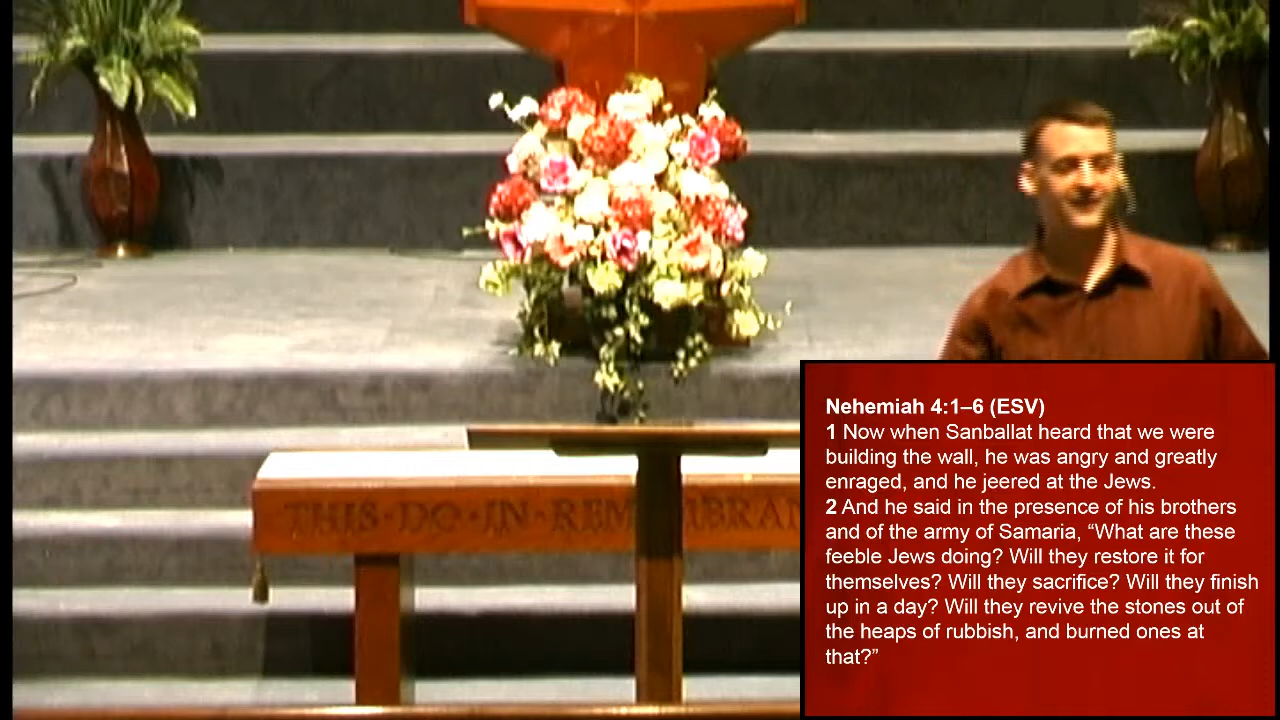 THIS·DO·IN·REM BRAN
Nehemiah 4:1–6 (ESV)
1 Now when Sanballat heard that we were
building the wall, he was angry and greatly
enraged, and he jeered at the Jews.
2 And he said in the presence of his brothers
and of the army of Samaria, “What are these
feeble Jews doing? Will they restore it for
themselves? Will they sacrifice? Will they finish
up in a day? Will they revive the stones out of
the heaps of rubbish, and burned ones at
that?”